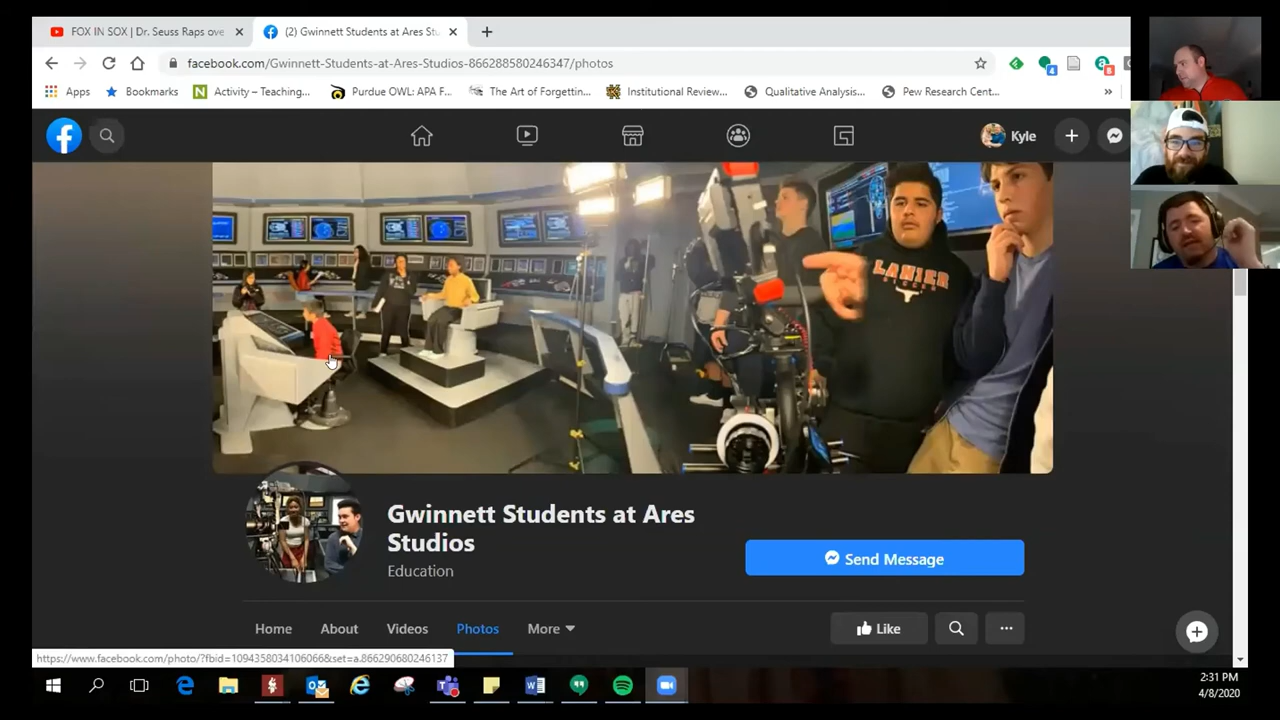 FOX IN SOX | Dr. Seuss Raps ove
(2) Gwinnett Students at Ares Stu
facebook.com/Gwinnett-Students-at-Ares-Studios-866288580246347/photos
Apps
Bookmarks
Activity – Teaching...
Purdue OWL: APA F...
The Art of Forgettin...
Institutional Revie...
Qualitative Analysis...
Pew Research Cent...
»
Kyle
LANIER
Gwinnett Students at Ares
Studios
Education
Send Message
Home
About
Videos
Photos
More
Like
https://www.facebook.com/photo/?fbid=10943580341060668&set=a.866290680246137
2:31 PM
4/8/2020